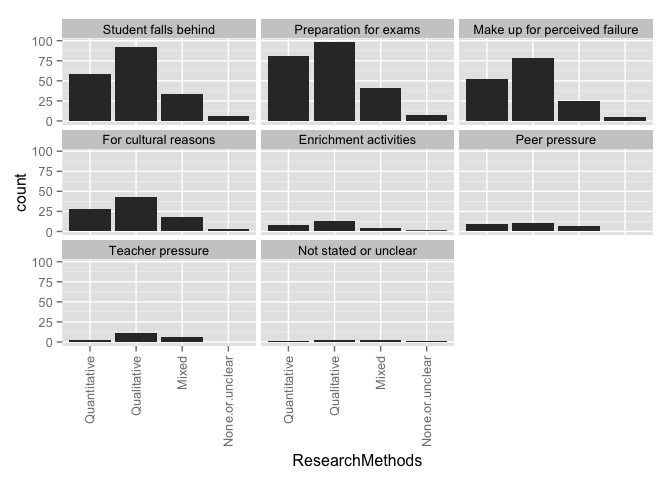 Student falls behind
Preparation for exams
Make up for perceived failure
100
75
50
25
0
For cultural reasons
Enrichment activities
Peer pressure
100
75
50
25
0
Teacher pressure
Not stated or unclear
100
75
50
25
0
count
Quantitative
Qualitative
Mixed
None.or.unclear
Quantitative
Qualitative
Mixed
None.or.unclear
ResearchMethods